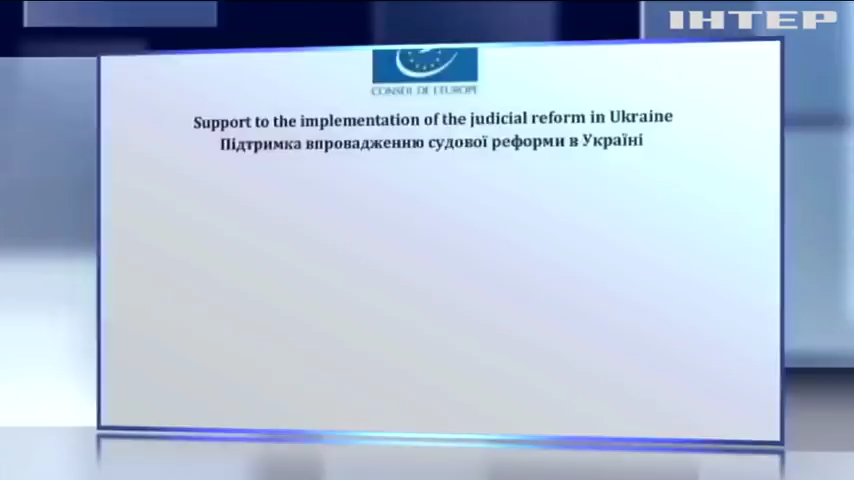 ІНТЕР
CONSEIL DE L'EUROPE
Support to the implementation of the judicial reform in Ukraine
Підтримка впровадженню судової реформи в Україні